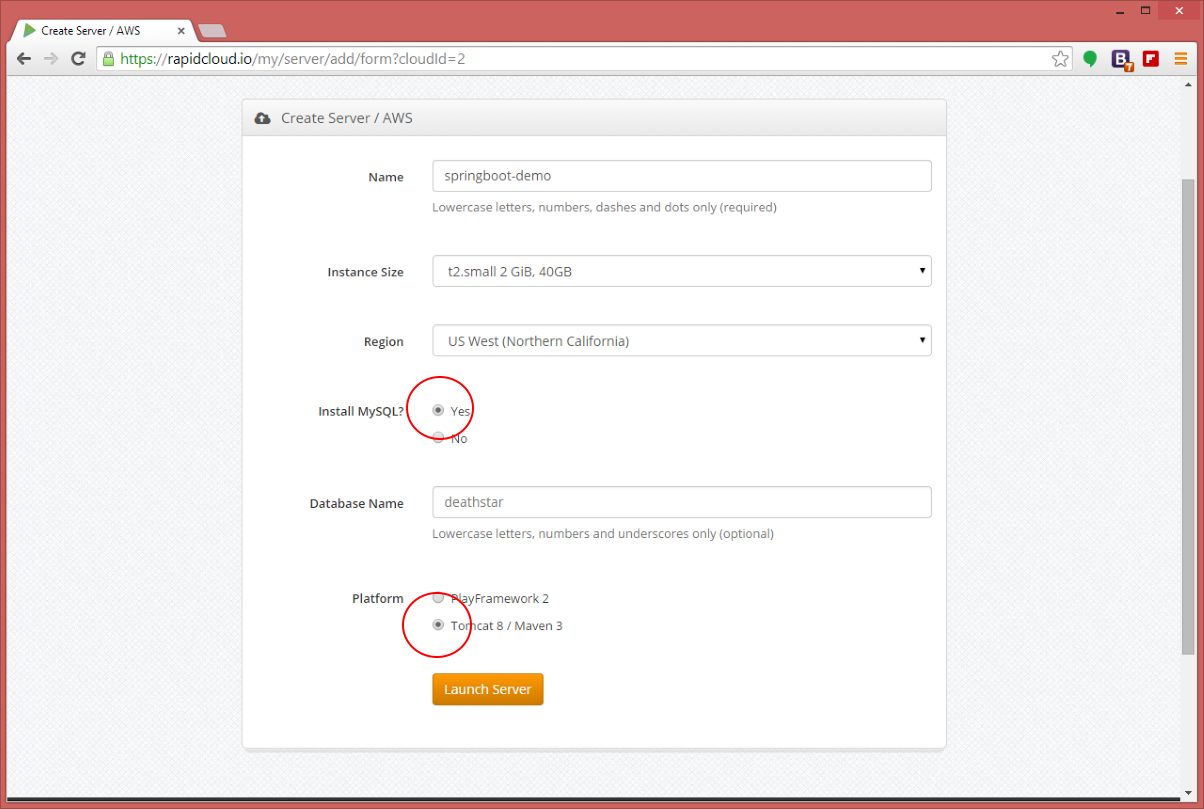 Create Server / AWS
https://rapidcloud.io/my/server/add/form?cloudId=2
B
7
Create Server / AWS
Name
springboot-demo
Lowercase letters, numbers, dashes and dots only (required)
Instance Size
t2.small 2 GiB, 40GB
Region
US West (Northern California)
Install MySQL?
Yes
No
Database Name
deathstar
Lowercase letters, numbers and underscores only (optional)
Platform
PlayFramework 2
Tomcat 8 / Maven 3
Launch Server